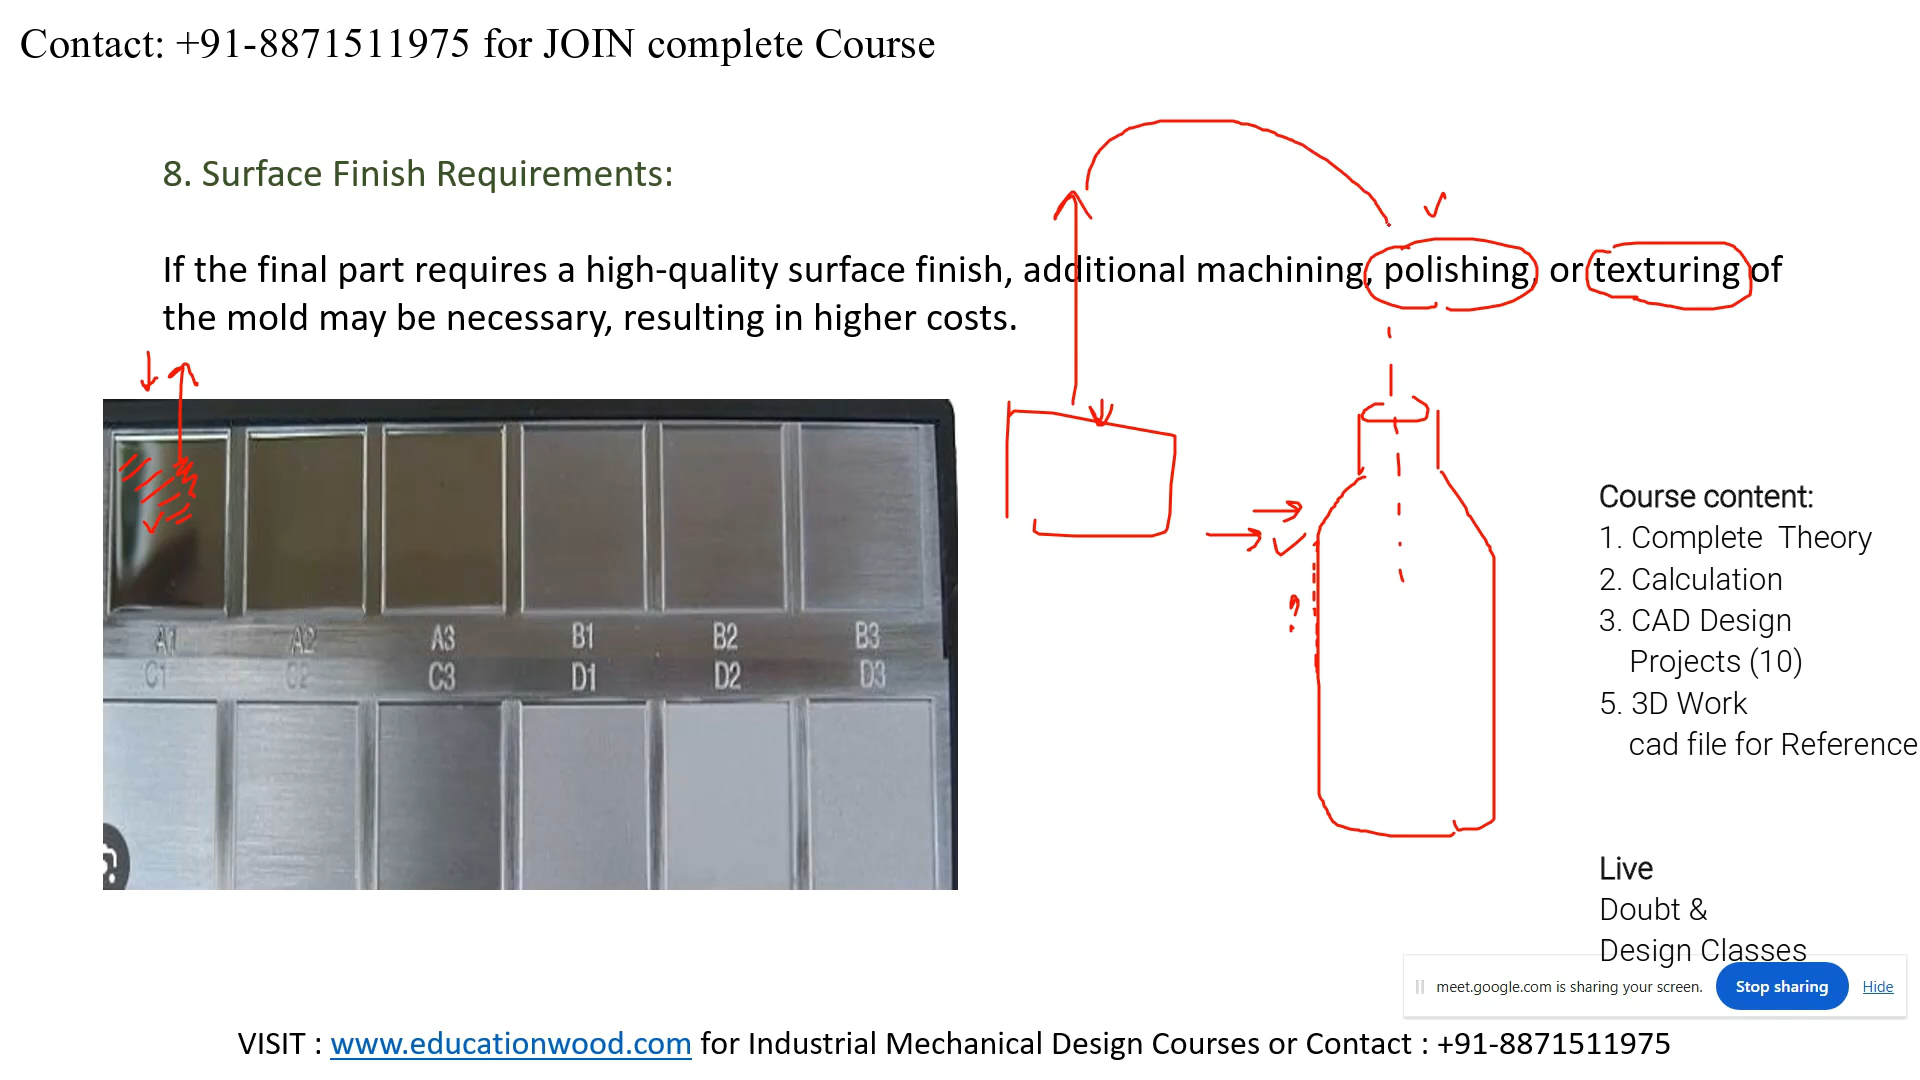 Contact: +91-8871511975 for JOIN complete Course
8. Surface Finish Requirements:
If the final part requires a high-quality surface finish, additional machining, polishing, or texturing of
the mold may be necessary, resulting in higher costs.
A1 A2 A3 B1 B2 B3
C1 C2 C3 D1 D2 D3
?
Course content:
1. Complete Theory
2. Calculation
3. CAD Design
Projects (10)
5. 3D Work
cad file for Reference
Live
Doubt &
Design Classes
meet.google.com is sharing your screen. Stop sharing Hide
VISIT : www.educationwood.com for Industrial Mechanical Design Courses or Contact : +91-8871511975